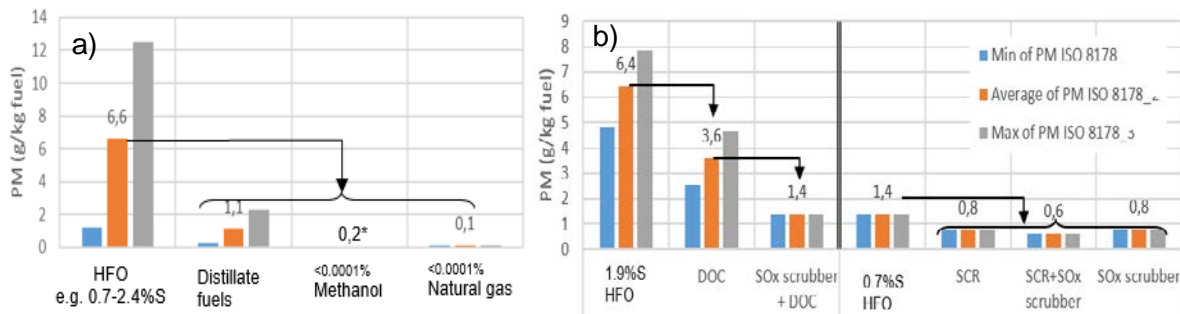 a)
PM (g/kg fuel)
14
12
10
8
6
4
2
0
6,6
1,1
0,2*
0,1
HFO
e.g. 0.7-2.4%S
Distillate
fuels
<0.0001%
Methanol
<0.0001%
Natural gas
b)
PM (g/kg fuel)
9
8
7
6
5
4
3
2
1
0
6,4
3,6
1,4
1,4
0,8
0,6
0,8
Min of PM ISO 8178
Average of PM ISO 8178_2
Max of PM ISO 8178_3
1.9%S
HFO
DOC
SOx scrubber
+ DOC
0.7%S
HFO
SCR
SCR+SOx
scrubber
SOx scrubber